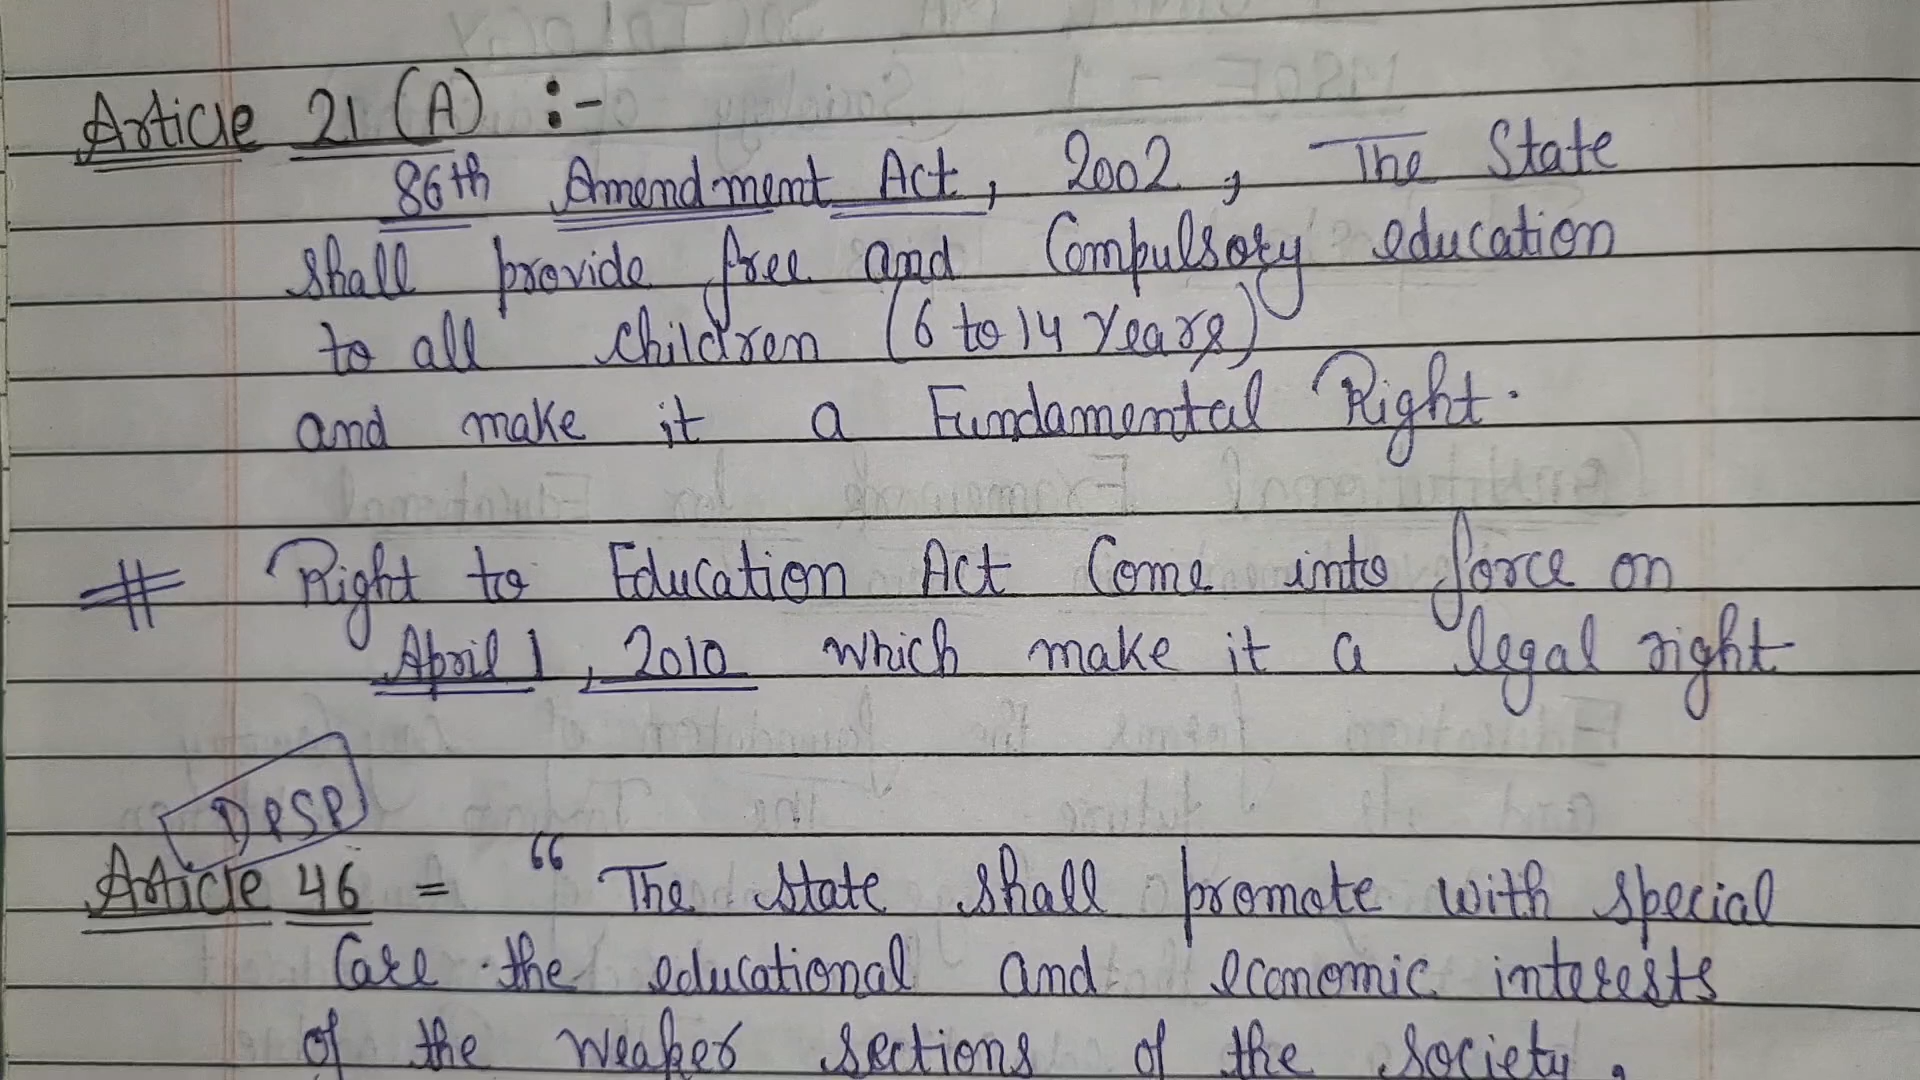 Article 21 (A) :-
86th Amendment Act, 2002, The State
shall provide free and Compulsory education
to all children (6 to 14 Years)
and make it a Fundamental Right.
# Right to Education Act Come into force on
April 1, 2010 which make it a legal right
DPSP
Article 46 = "The state shall promote with special
Care the educational and economic interests
of the weaker sections of the society.